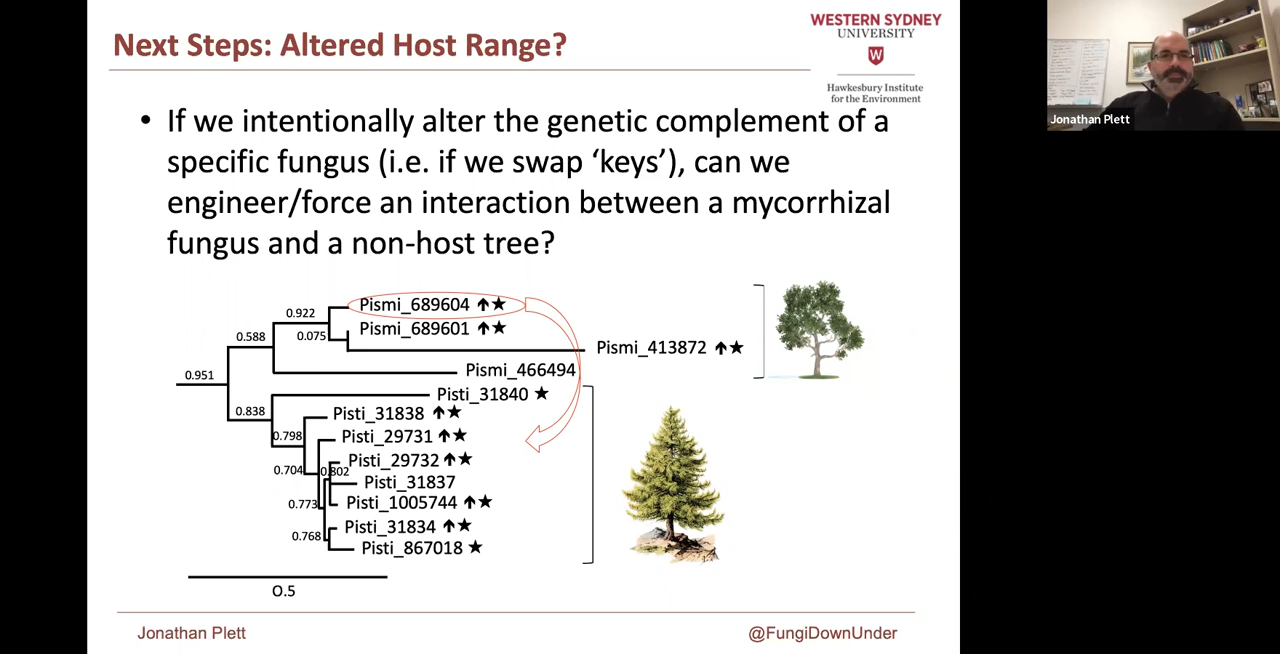 Next Steps: Altered Host Range?
WESTERN SYDNEY
UNIVERSITY
W
Hawkesbury Institute
for the Environment
Jonathan Plett
• If we intentionally alter the genetic complement of a
specific fungus (i.e. if we swap ‘keys’), can we
engineer/force an interaction between a mycorrhizal
fungus and a non-host tree?
0.922
Pismi_689604 ↑★
0.588
0.075
Pismi_689601 ↑★
Pismi_413872 ↑★
0.951
Pismi_466494
0.838
Pisti_31840 ★
Pisti_31838 ↑★
0.798
Pisti_29731 ↑★
0.704
0.802
Pisti_29732 ↑★
Pisti_31837
0.773
Pisti_1005744 ↑★
0.768
Pisti_31834 ↑★
Pisti_867018 ★
0.5
Jonathan Plett
@FungiDownUnder